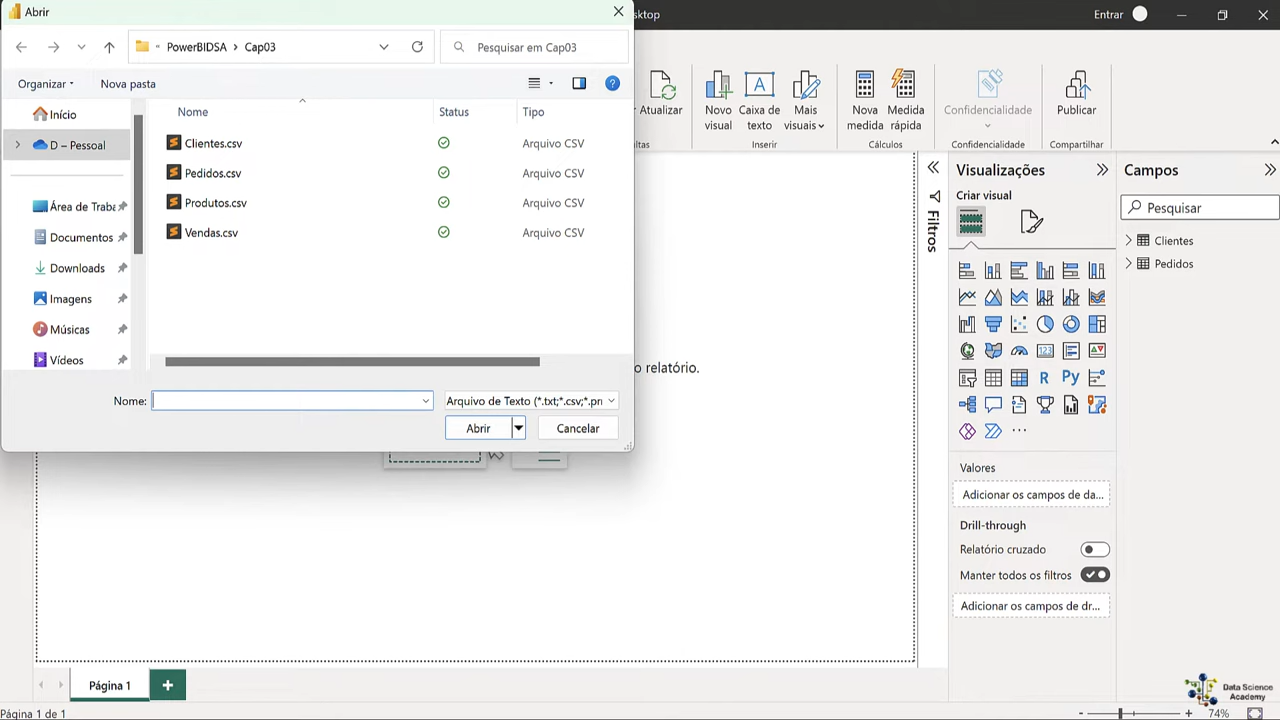 Abrir
sktop
Entrar
PowerBIDSA
Cap03
Pesquisar em Cap03
Organizar
Nova pasta
Nome
Status
Tipo
Início
D – Pessoal
Área de Traba
Documentos
Downloads
Imagens
Músicas
Vídeos
Clientes.csv
Arquivo CSV
Pedidos.csv
Arquivo CSV
Produtos.csv
Arquivo CSV
Vendas.csv
Arquivo CSV
Nome:
Arquivo de Texto (*.txt;*.csv;*.prn
Abrir
Cancelar
Atualizar
Novo visual
Caixa de texto
Mais visuais
Nova medida
Medida rápida
Confidencialidade
Publicar
ltas
Inserir
Cálculos
Confidencialidade
Compartilhar
o relatório.
Filtros
Visualizações
Criar visual
R
Py
123
Valores
Adicionar os campos de da...
Drill-through
Relatório cruzado
Manter todos os filtros
Adicionar os campos de dr...
Campos
Pesquisar
Clientes
Pedidos
Página 1
Página 1 de 1
Data Science
Academy
74%